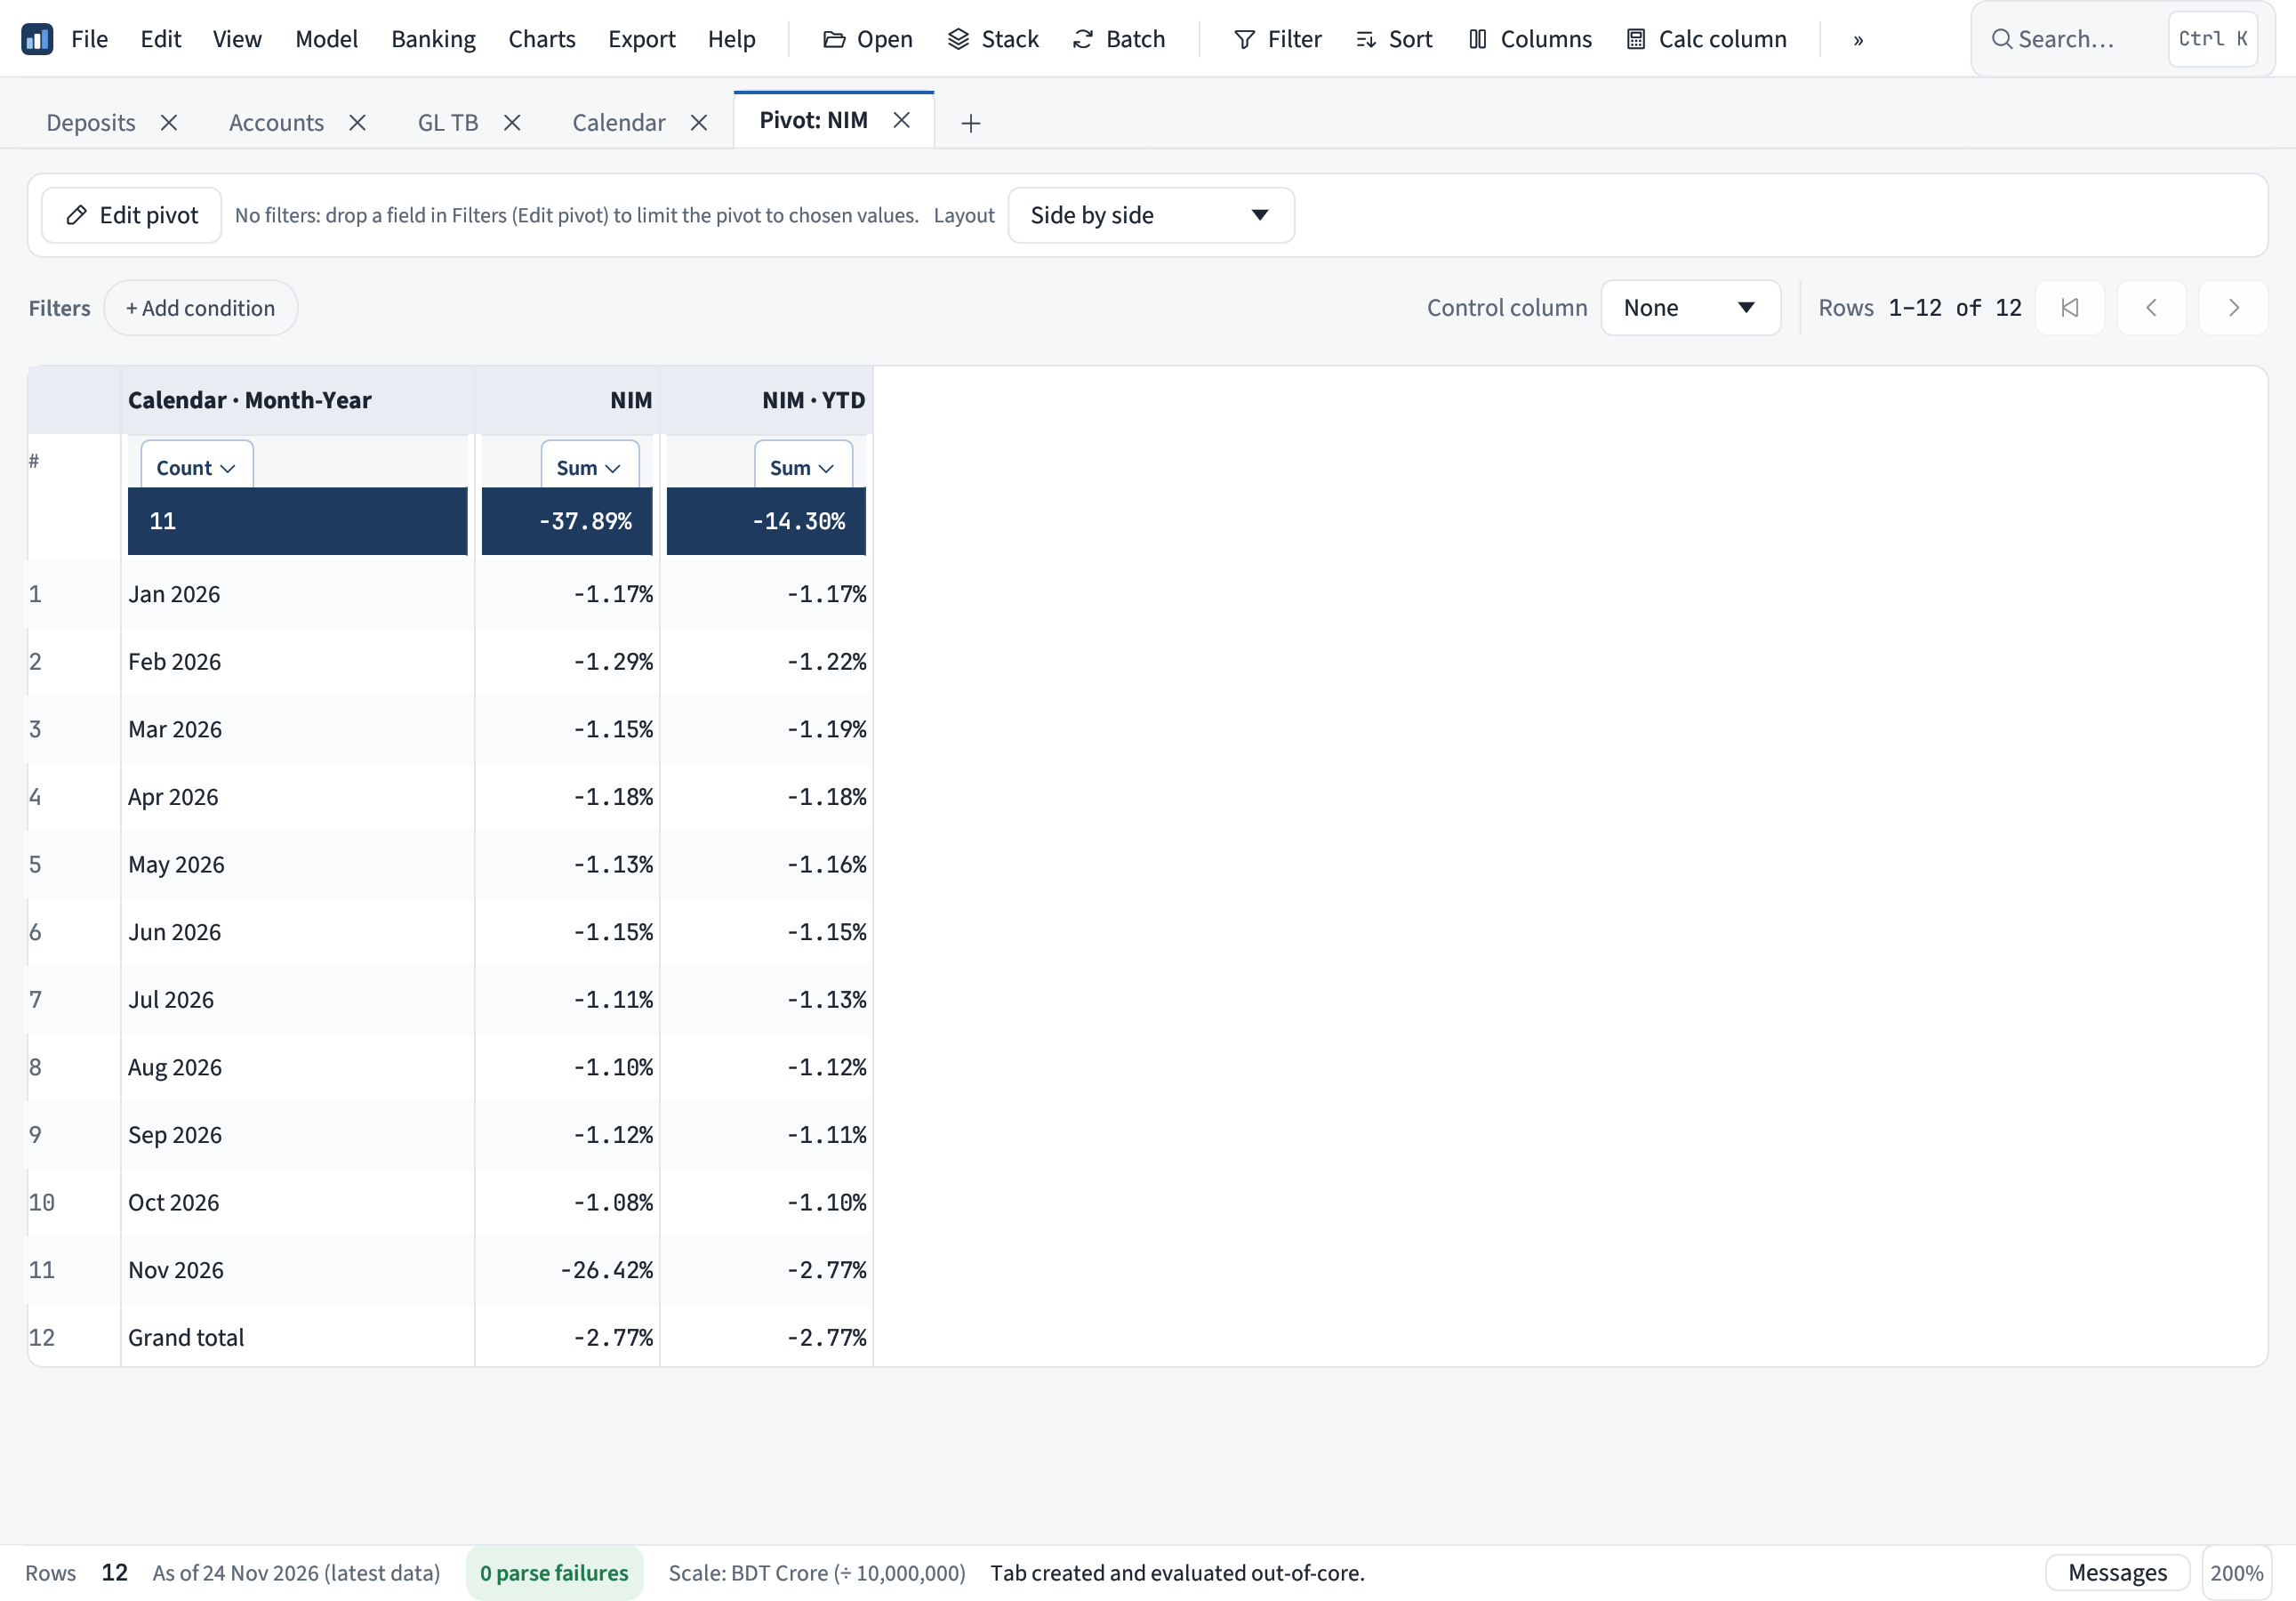 File Edit View Model Banking Charts Export Help Open Stack Batch Filter Sort Columns Calc column » Search… Ctrl K
Deposits Accounts GL TB Calendar Pivot: NIM
Edit pivot No filters: drop a field in Filters (Edit pivot) to limit the pivot to chosen values. Layout Side by side
Filters + Add condition Control column None Rows 1–12 of 12
Calendar · Month-Year NIM NIM · YTD
# Count Sum Sum
11 -37.89% -14.30%
1 Jan 2026 -1.17% -1.17%
2 Feb 2026 -1.29% -1.22%
3 Mar 2026 -1.15% -1.19%
4 Apr 2026 -1.18% -1.18%
5 May 2026 -1.13% -1.16%
6 Jun 2026 -1.15% -1.15%
7 Jul 2026 -1.11% -1.13%
8 Aug 2026 -1.10% -1.12%
9 Sep 2026 -1.12% -1.11%
10 Oct 2026 -1.08% -1.10%
11 Nov 2026 -26.42% -2.77%
12 Grand total -2.77% -2.77%
Rows 12 As of 24 Nov 2026 (latest data) 0 parse failures Scale: BDT Crore (÷ 10,000,000) Tab created and evaluated out-of-core. Messages 200%